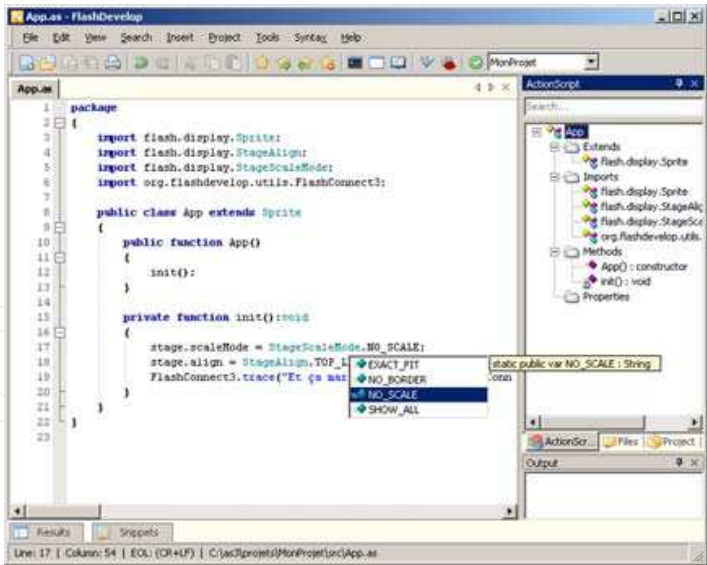 App.as - FlashDevelop
File Edit View Search Insert Project Tools Syntax Help
MonProjet
App.as
ActionScript
Search...
1 package
2 {
3 import flash.display.Sprite;
4 import flash.display.StageAlign;
5 import flash.display.StageScaleMode;
6 import org.flashdevelop.utils.FlashConnect3;
7
8 public class App extends Sprite
9 {
10 public function App()
11 {
12 init();
13 }
14
15 private function init():void
16 {
17 stage.scaleMode = StageScaleMode.NO_SCALE;
18 stage.align = StageAlign.TOP_L
19 FlashConnect3.trace("Et ça mar onn
20 }
21 }
22 }
23
EXACT_FIT
NO_BORDER
NO_SCALE
SHOW_ALL
static public var NO_SCALE : String
App
Extends
flash.display.Sprite
Imports
flash.display.Sprite
flash.display.StageAlig
flash.display.StageSca
org.flashdevelop.utils.
Methods
App() : constructor
init() : void
Properties
ActionScr... Files Project
Output
Results Snippets
Line: 17 | Column: 54 | EOL: (CR+LF) | C:\as3\projets\MonProjet\src\App.as